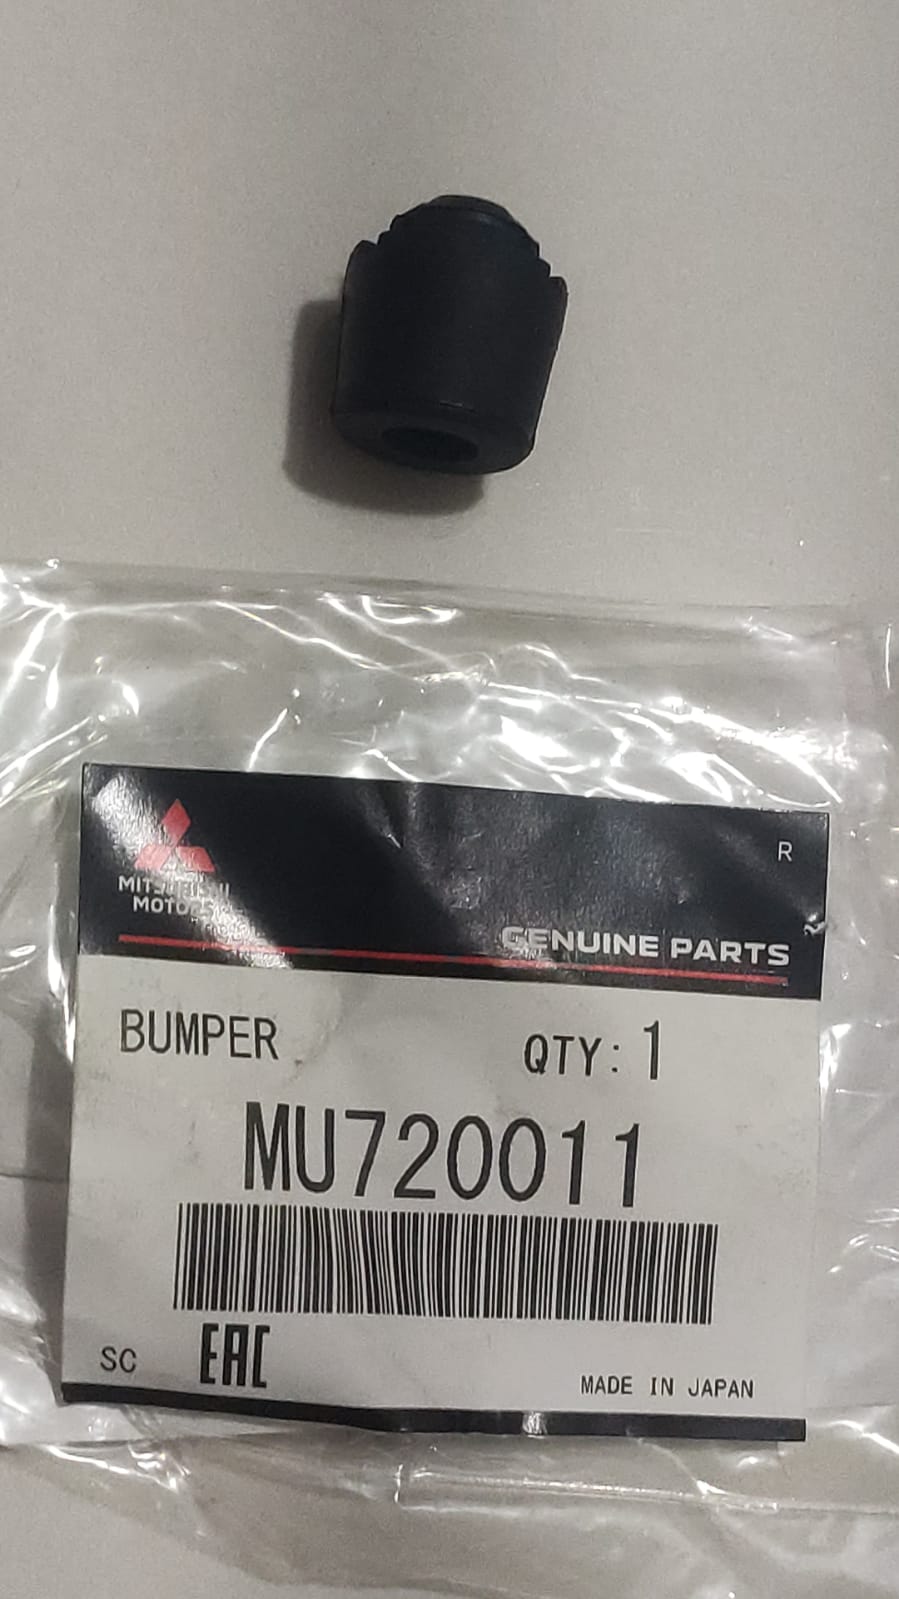 R
MITSUBISHI
MOTORS
GENUINE PARTS
BUMPER QTY: 1
MU720011
SC EAC MADE IN JAPAN